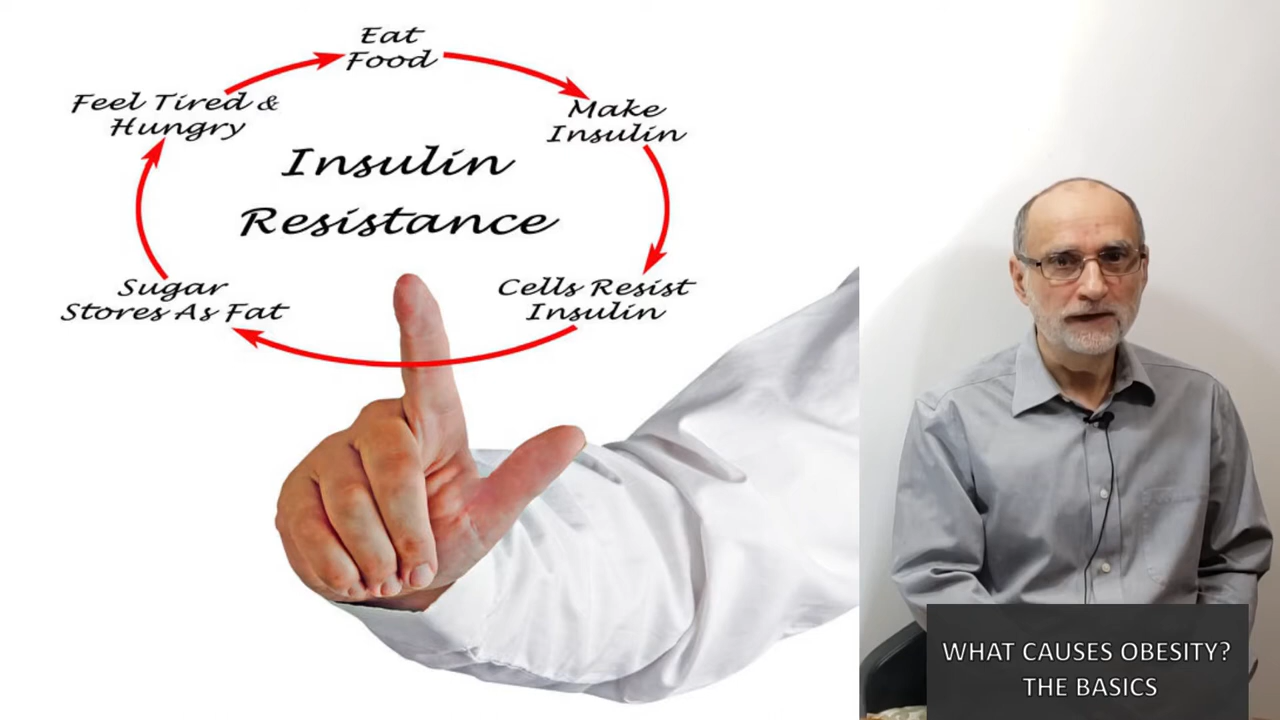 Eat
Food
Make
Insulin
Cells Resist
Insulin
Sugar
Stores As Fat
Feel Tired &
Hungry
Insulin
Resistance
WHAT CAUSES OBESITY?
THE BASICS